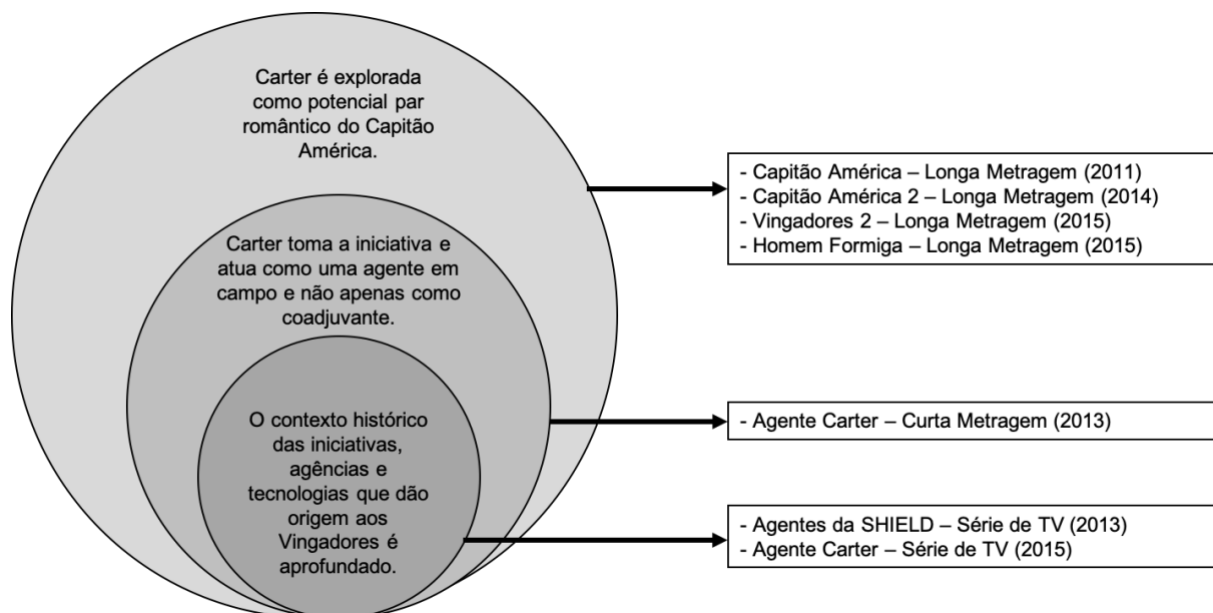 Carter é explorada
como potencial par
romântico do Capitão
América.
Carter toma a iniciativa e
atua como uma agente em
campo e não apenas como
coadjuvante.
O contexto histórico
das iniciativas,
agências e
tecnologias que dão
origem aos
Vingadores é
aprofundado.
- Capitão América – Longa Metragem (2011)
- Capitão América 2 – Longa Metragem (2014)
- Vingadores 2 – Longa Metragem (2015)
- Homem Formiga – Longa Metragem (2015)
- Agente Carter – Curta Metragem (2013)
- Agentes da SHIELD – Série de TV (2013)
- Agente Carter – Série de TV (2015)